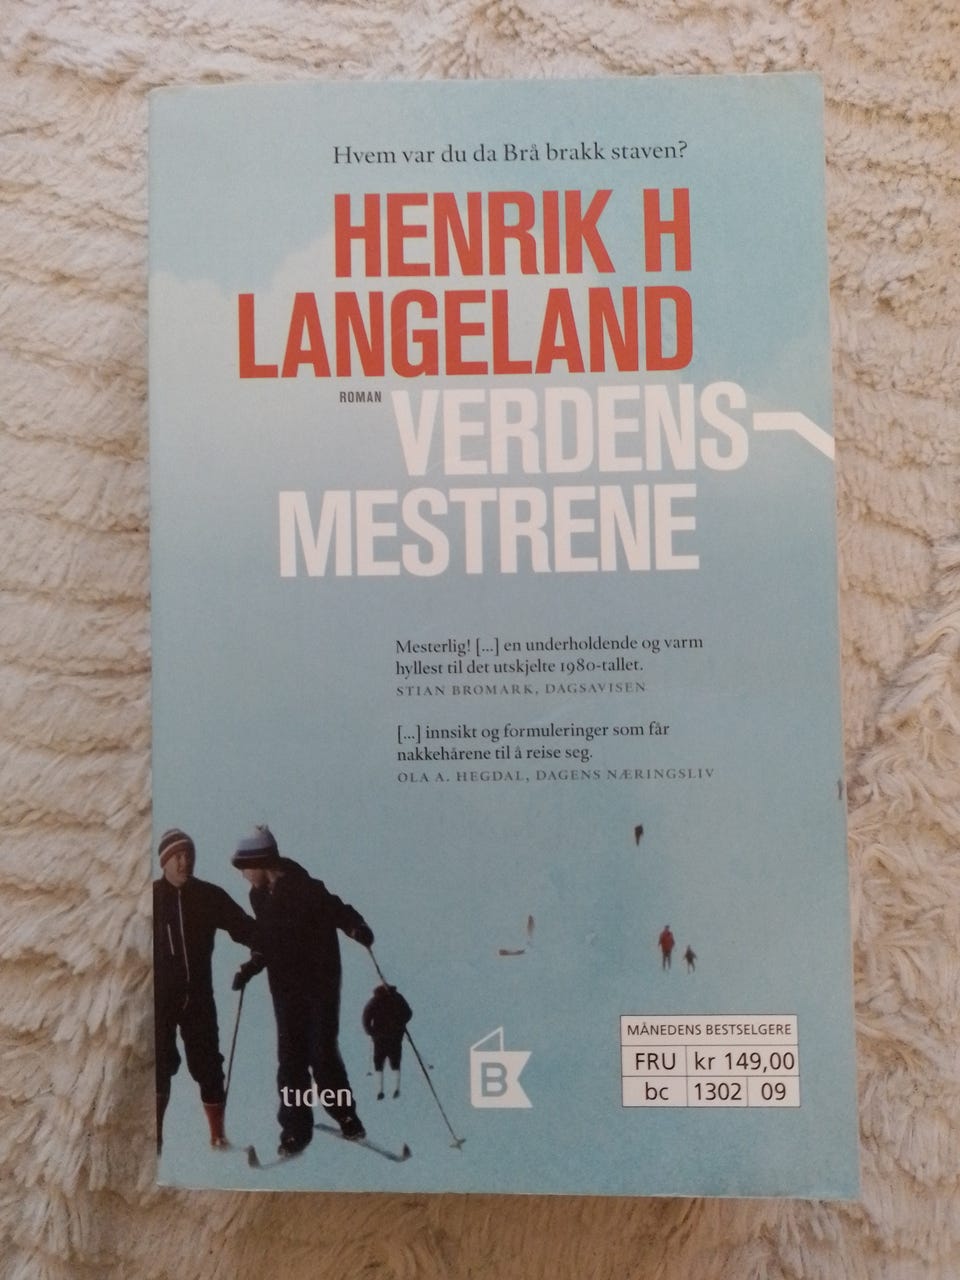 Hvem var du da Brå brakk staven?
HENRIK H
LANGELAND
ROMAN
VERDENS-
MESTRENE
Mesterlig! [...] en underholdende og varm
hyllest til det utskjelte 1980-tallet.
STIAN BROMARK, DAGSAVISEN
[...] innsikt og formuleringer som får
nakkehårene til å reise seg.
OLA A. HEGDAL, DAGENS NÆRINGSLIV
MÅNEDENS BESTSELGERE
FRU kr 149,00
bc 1302 09
B
tiden